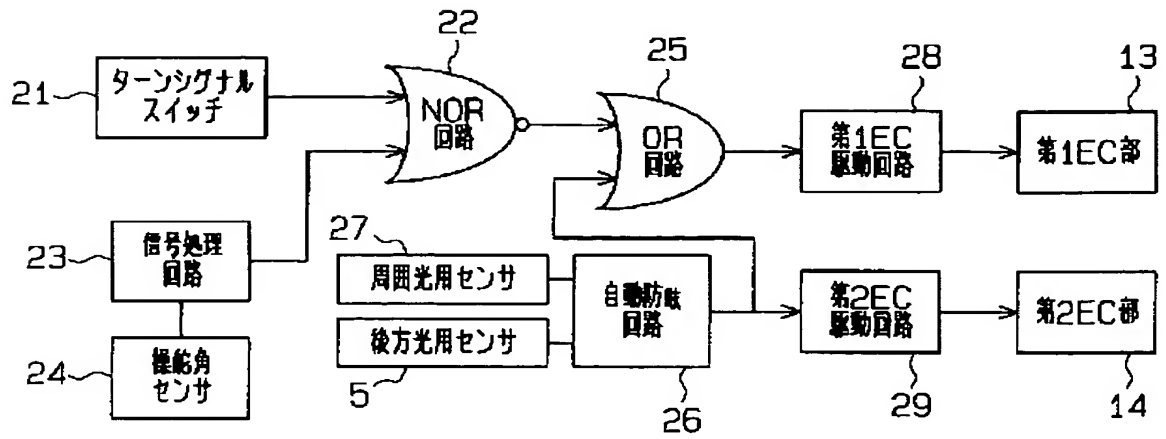 22
25
28
13
21
ターンシグナル
スイッチ
NOR
回路
OR
回路
第1EC
駆動回路
第1EC部
23
信号処理
回路
27
周囲光用センサ
自動防眩
回路
第2EC
駆動回路
第2EC部
後方光用センサ
24
操舵角
センサ
5
26
29
14